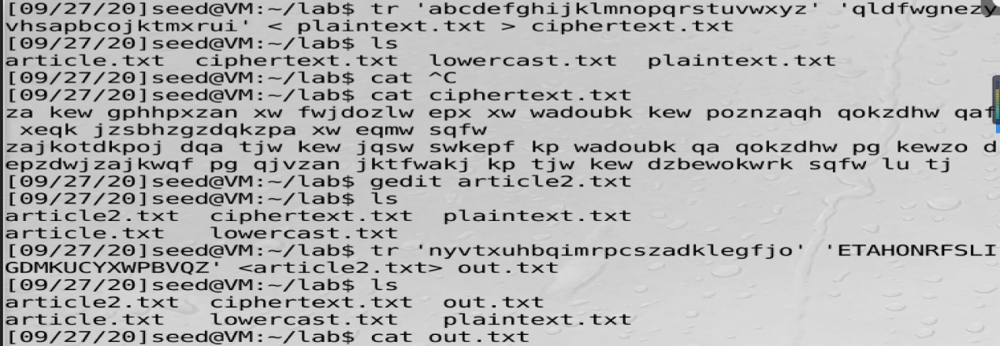 [09/27/20]seed@VM:~/lab$ tr 'abcdefghijklmnopqrstuvwxyz' 'qldfwgnezy
vhsapbcojktmxrui' < plaintext.txt > ciphertext.txt
[09/27/20]seed@VM:~/lab$ ls
article.txt  ciphertext.txt  lowercast.txt  plaintext.txt
[09/27/20]seed@VM:~/lab$ cat ^C
[09/27/20]seed@VM:~/lab$ cat ciphertext.txt
za kew gphhpxzan xw fwjdozlw epx xw wadoubk kew poznzaqh qokzdhw qaf
 xeqk jzsbhzgzdqkzpa xw eqmw sqfw
zajkotdkpoj dqa tjw kew jqsw swkepf kp wadoubk qa qokzdhw pg kewzo d
epzdwjzajkwqf pg qjvzan jktfwakj kp tjw kew dzbewokwrk sqfw lu tj
[09/27/20]seed@VM:~/lab$ gedit article2.txt
[09/27/20]seed@VM:~/lab$ ls
article2.txt  ciphertext.txt  plaintext.txt
article.txt   lowercast.txt
[09/27/20]seed@VM:~/lab$ tr 'nyvtxuhbqimrpcszadklegfjo' 'ETAHONRFSLI
GDMKUCYXWPBVQZ' <article2.txt> out.txt
[09/27/20]seed@VM:~/lab$ ls
article2.txt  ciphertext.txt  out.txt
article.txt   lowercast.txt   plaintext.txt
[09/27/20]seed@VM:~/lab$ cat out.txt